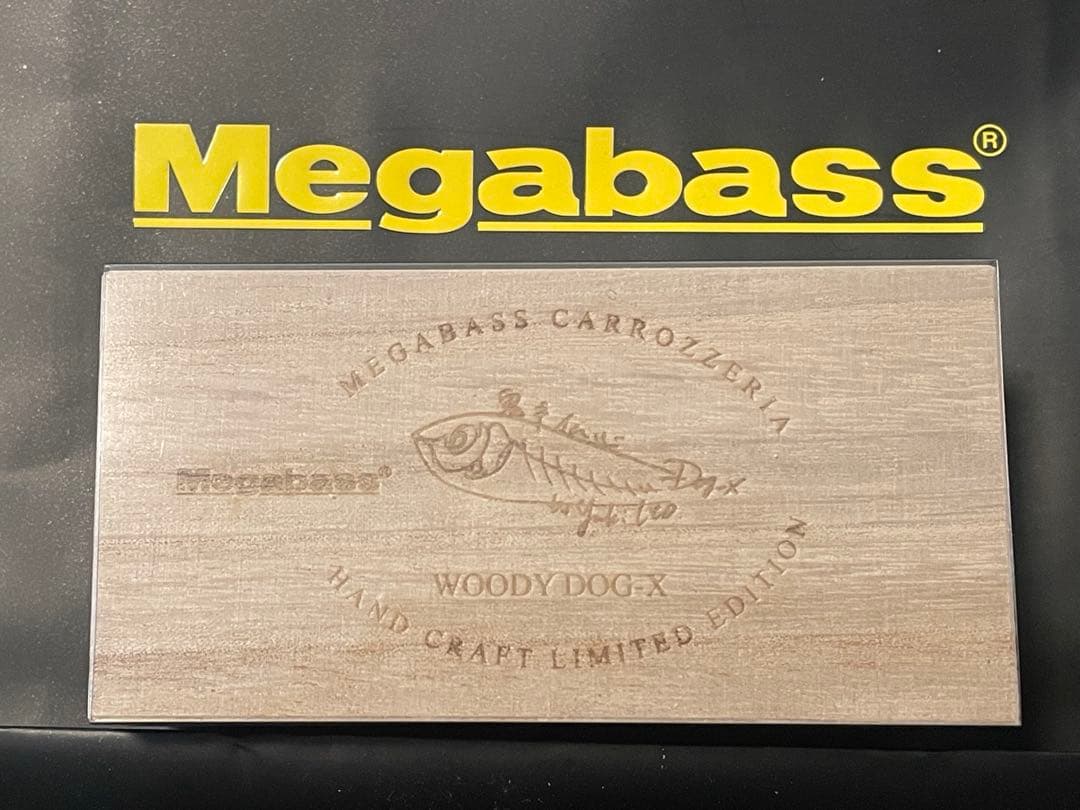 Megabass®
MEGABASS CARROZZERIA
Megabass®
WOODY DOG-X
HAND CRAFT LIMITED EDITION